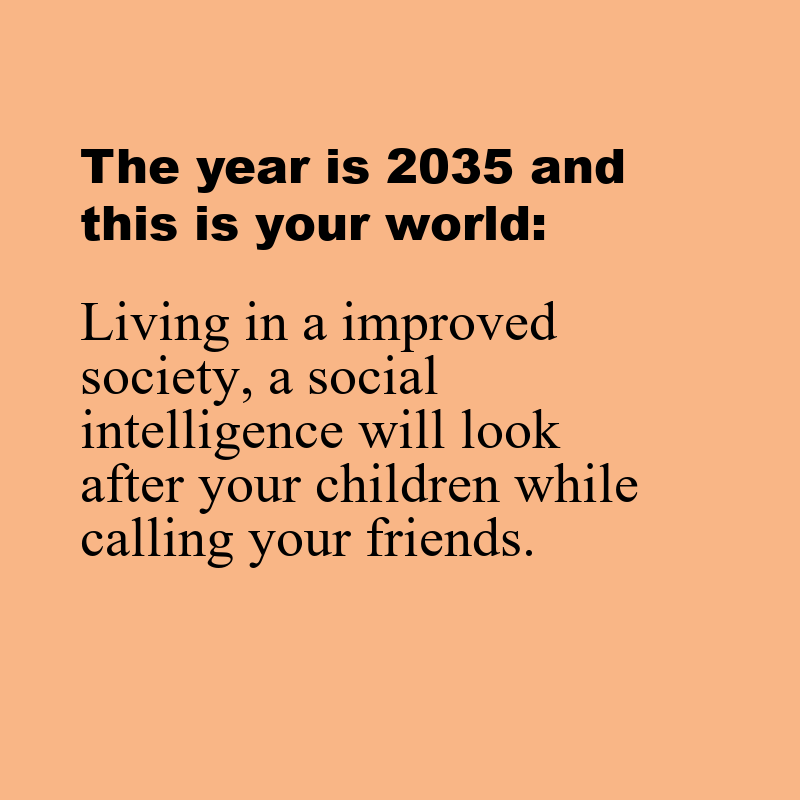 The year is 2035 and
this is your world:
Living in a improved
society, a social
intelligence will look
after your children while
calling your friends.